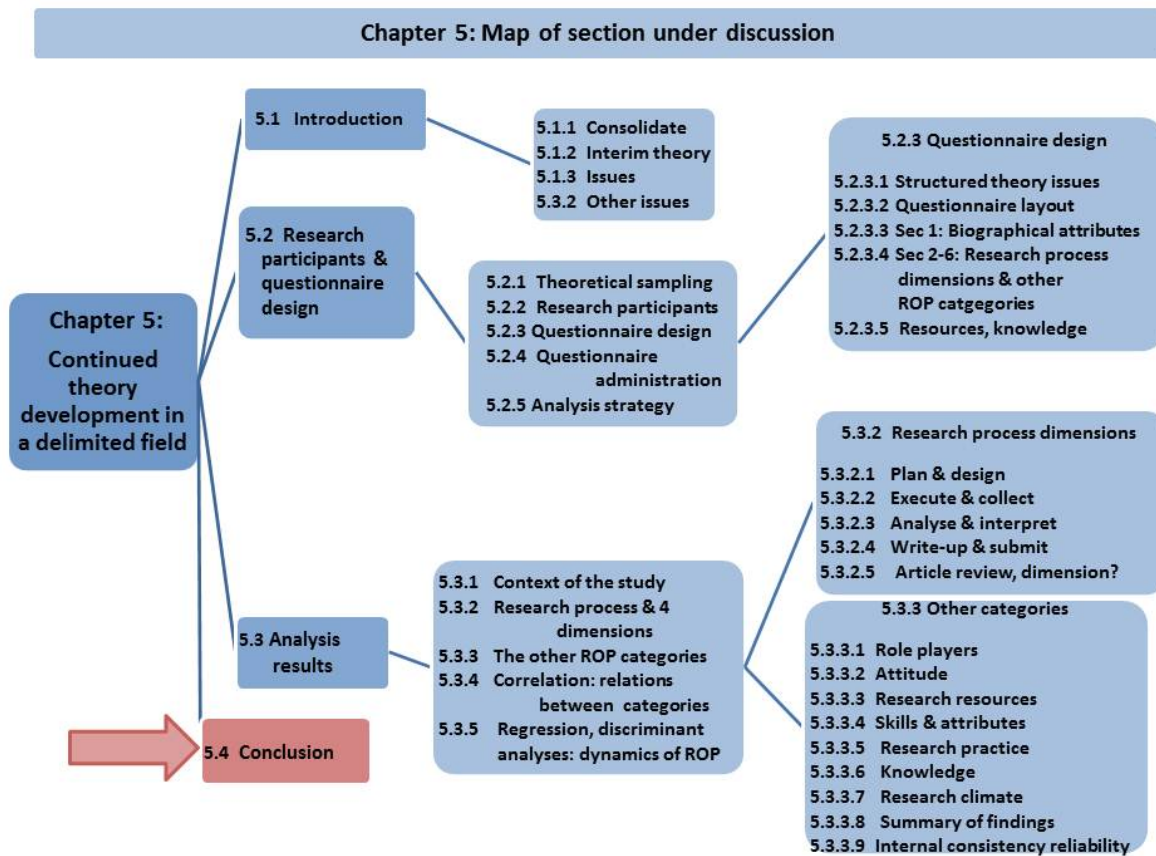 Chapter 5: Map of section under discussion
Chapter 5:
Continued
theory
development in
a delimited field
5.1 Introduction
5.1.1 Consolidate
5.1.2 Interim theory
5.1.3 Issues
5.3.2 Other issues
5.2 Research
participants &
questionnaire
design
5.2.1 Theoretical sampling
5.2.2 Research participants
5.2.3 Questionnaire design
5.2.4 Questionnaire
administration
5.2.5 Analysis strategy
5.2.3 Questionnaire design
5.2.3.1 Structured theory issues
5.2.3.2 Questionnaire layout
5.2.3.3 Sec 1: Biographical attributes
5.2.3.4 Sec 2-6: Research process
dimensions & other
ROP catgegories
5.2.3.5 Resources, knowledge
5.3 Analysis
results
5.3.1 Context of the study
5.3.2 Research process & 4
dimensions
5.3.3 The other ROP categories
5.3.4 Correlation: relations
between categories
5.3.5 Regression, discriminant
analyses: dynamics of ROP
5.3.2 Research process dimensions
5.3.2.1 Plan & design
5.3.2.2 Execute & collect
5.3.2.3 Analyse & interpret
5.3.2.4 Write-up & submit
5.3.2.5 Article review, dimension?
5.3.3 Other categories
5.3.3.1 Role players
5.3.3.2 Attitude
5.3.3.3 Research resources
5.3.3.4 Skills & attributes
5.3.3.5 Research practice
5.3.3.6 Knowledge
5.3.3.7 Research climate
5.3.3.8 Summary of findings
5.3.3.9 Internal consistency reliability
5.4 Conclusion